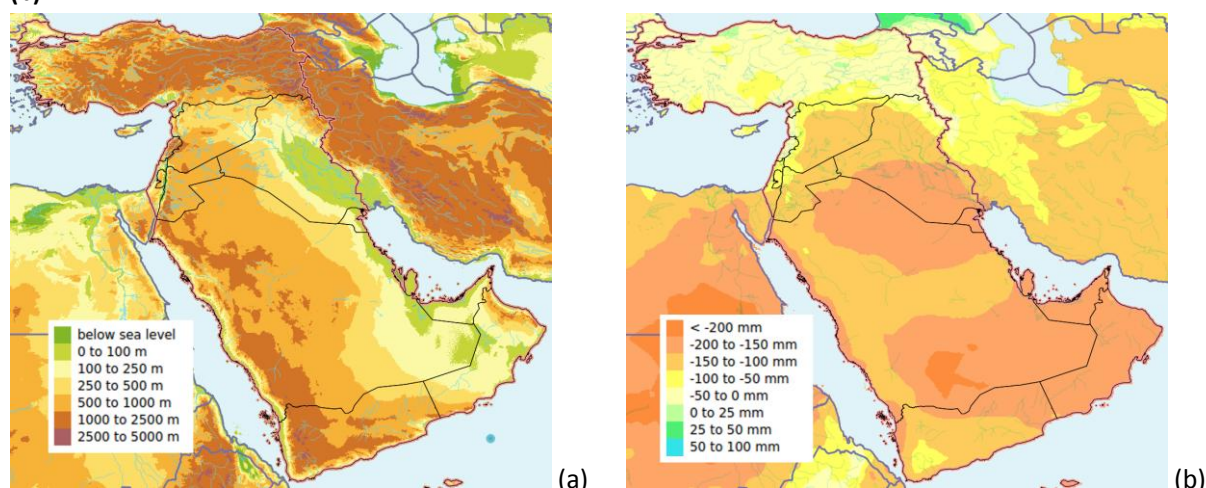 below sea level
0 to 100 m
100 to 250 m
250 to 500 m
500 to 1000 m
1000 to 2500 m
2500 to 5000 m
(a)
< -200 mm
-200 to -150 mm
-150 to -100 mm
-100 to -50 mm
-50 to 0 mm
0 to 25 mm
25 to 50 mm
50 to 100 mm
(b)